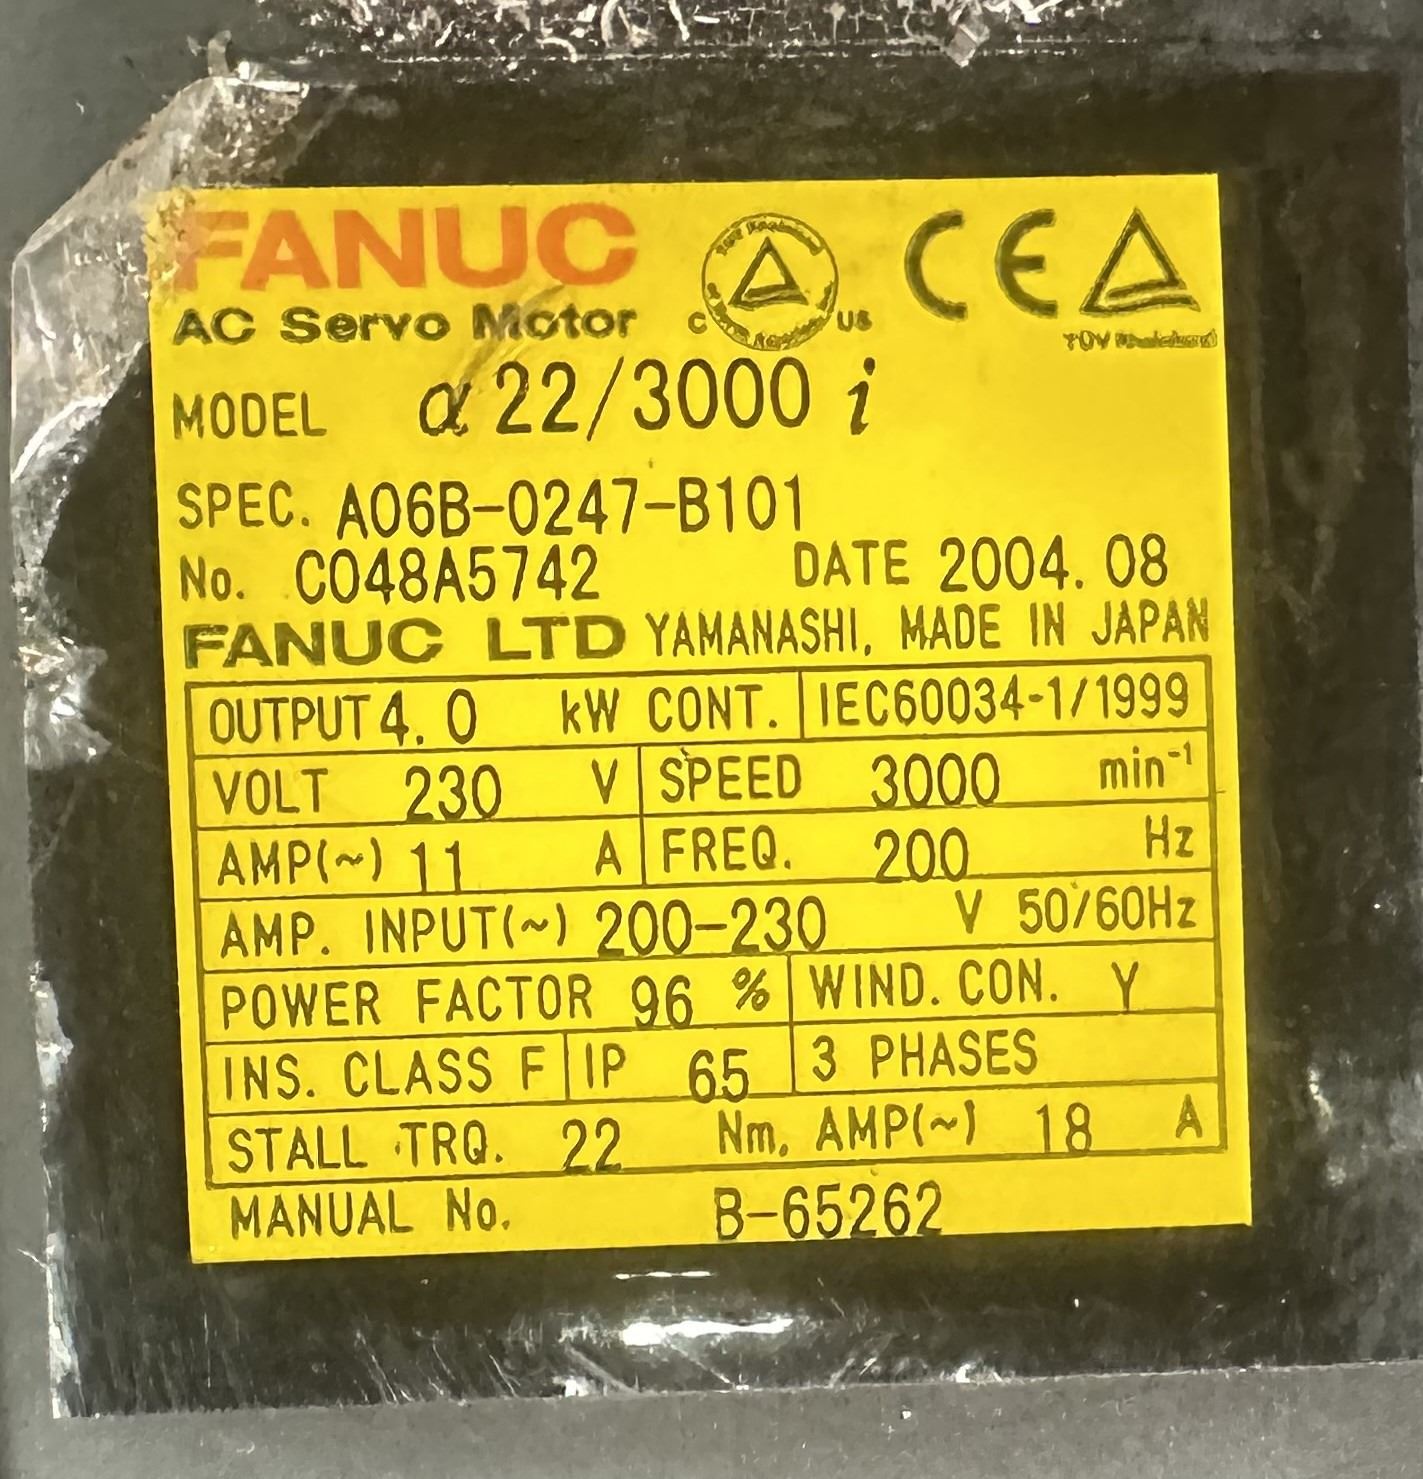 FANUC
C US
CE
AC Servo Motor
TÜV Rheinland
MODEL α22/3000 i
SPEC. A06B-0247-B101
No. C048A5742 DATE 2004.08
FANUC LTD YAMANASHI, MADE IN JAPAN
OUTPUT 4.0 kW CONT. IEC60034-1/1999
VOLT 230 V SPEED 3000 min⁻¹
AMP(~) 11 A FREQ. 200 Hz
AMP. INPUT(~) 200-230 V 50/60Hz
POWER FACTOR 96 % WIND. CON. Y
INS. CLASS F IP 65 3 PHASES
STALL TRQ. 22 Nm, AMP(~) 18 A
MANUAL No. B-65262